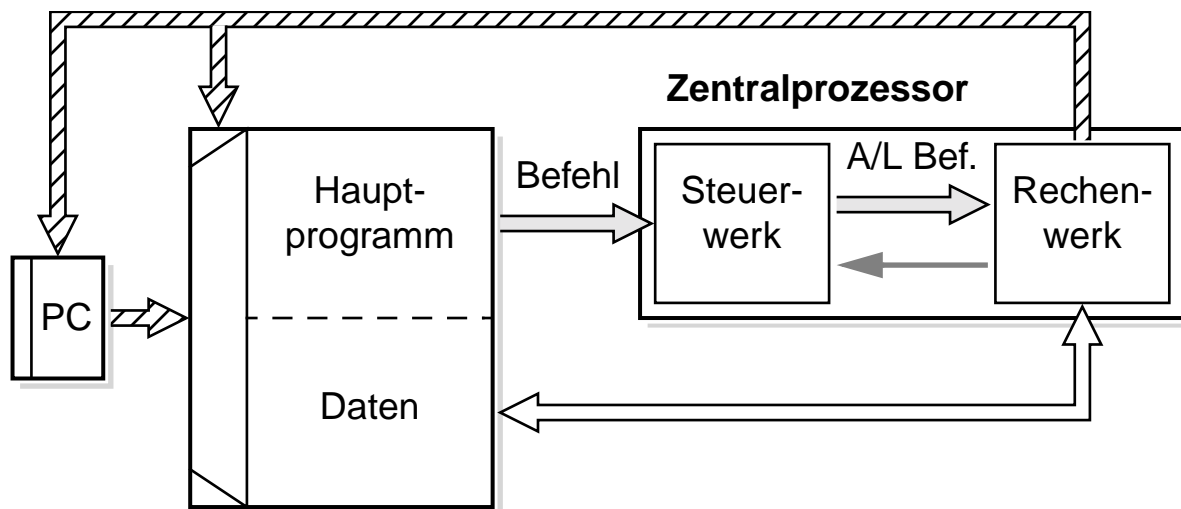 Zentralprozessor
Haupt-
programm
Befehl
Steuer-
werk
A/L Bef.
Rechen-
werk
PC
Daten